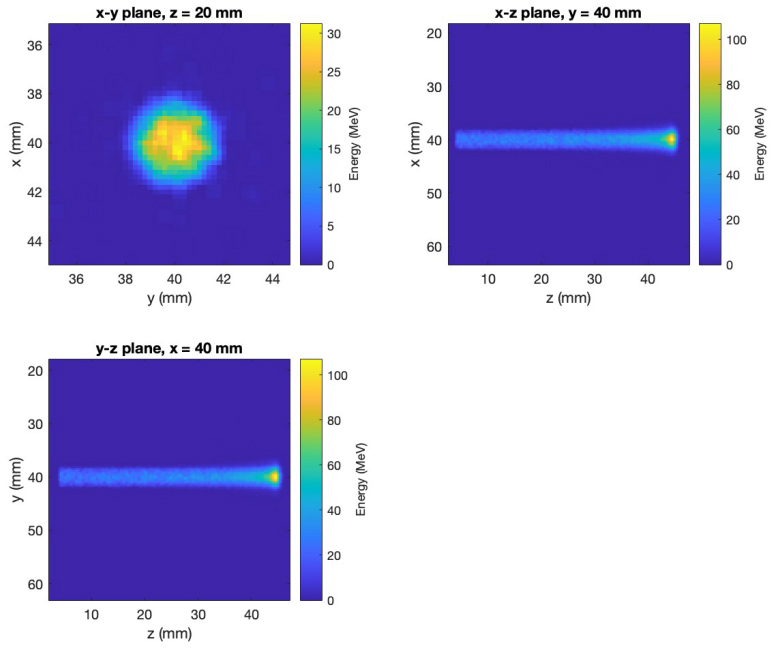 x-y plane, z = 20 mm
36
38
40
42
44
x (mm)
36 38 40 42 44
y (mm)
30
25
20
15
10
5
0
Energy (MeV)
x-z plane, y = 40 mm
20
30
40
50
60
x (mm)
10 20 30 40
z (mm)
100
80
60
40
20
0
Energy (MeV)
y-z plane, x = 40 mm
20
30
40
50
60
y (mm)
10 20 30 40
z (mm)
100
80
60
40
20
0
Energy (MeV)